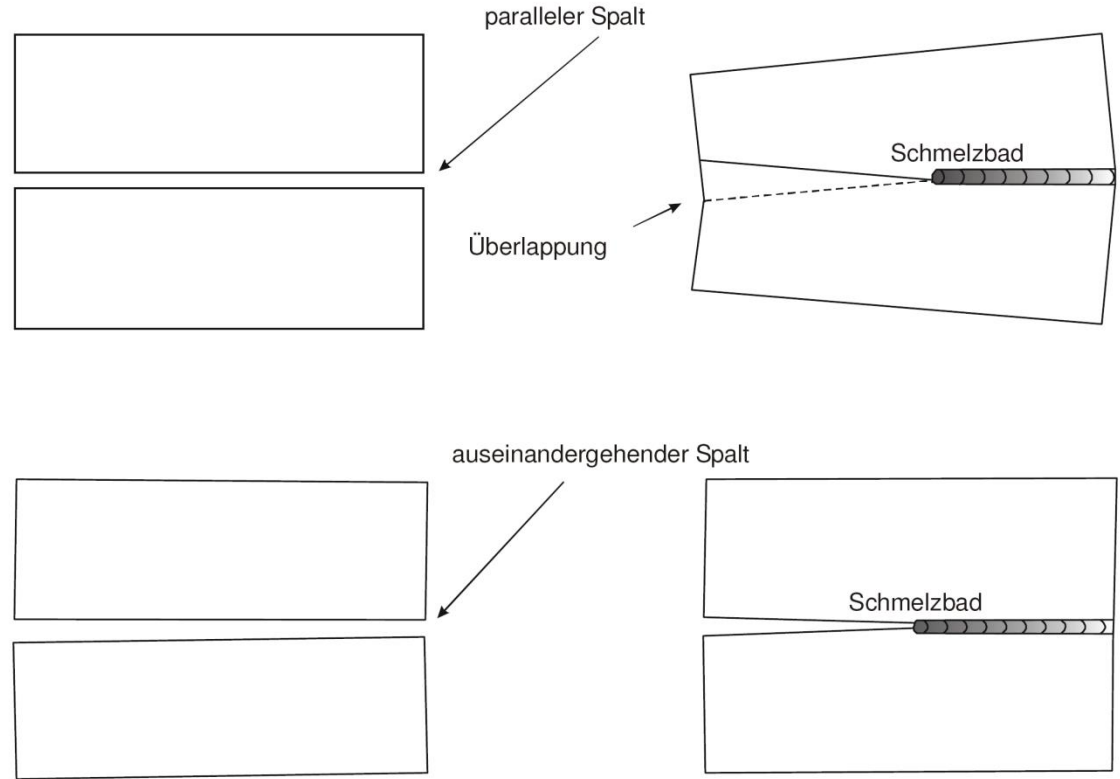 paralleler Spalt
Schmelzbad
Überlappung
auseinandergehender Spalt
Schmelzbad